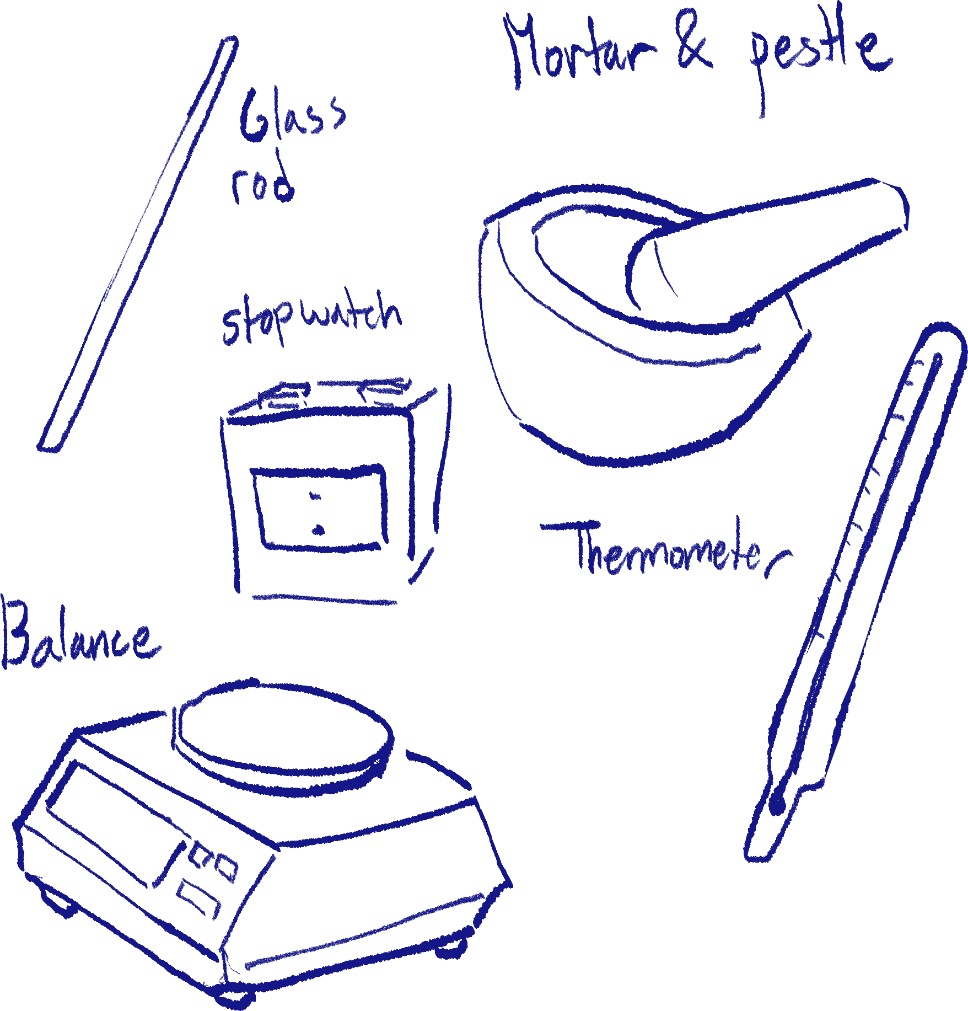 Mortar & pestle
Glass
rod
stopwatch
Thermometer
Balance